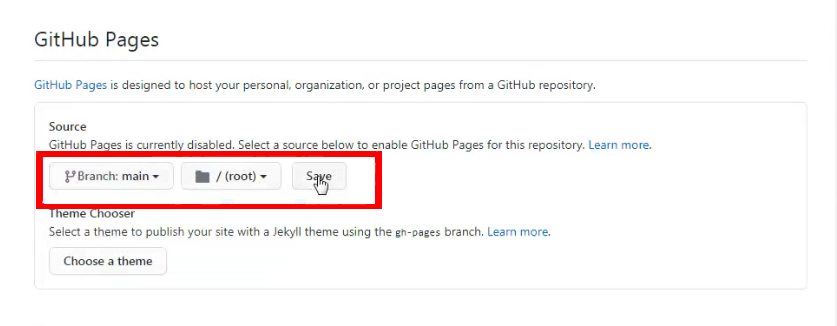 GitHub Pages
GitHub Pages is designed to host your personal, organization, or project pages from a GitHub repository.
Source
GitHub Pages is currently disabled. Select a source below to enable GitHub Pages for this repository. Learn more.
Branch: main / (root) Save
Theme Chooser
Select a theme to publish your site with a Jekyll theme using the gh-pages branch. Learn more.
Choose a theme